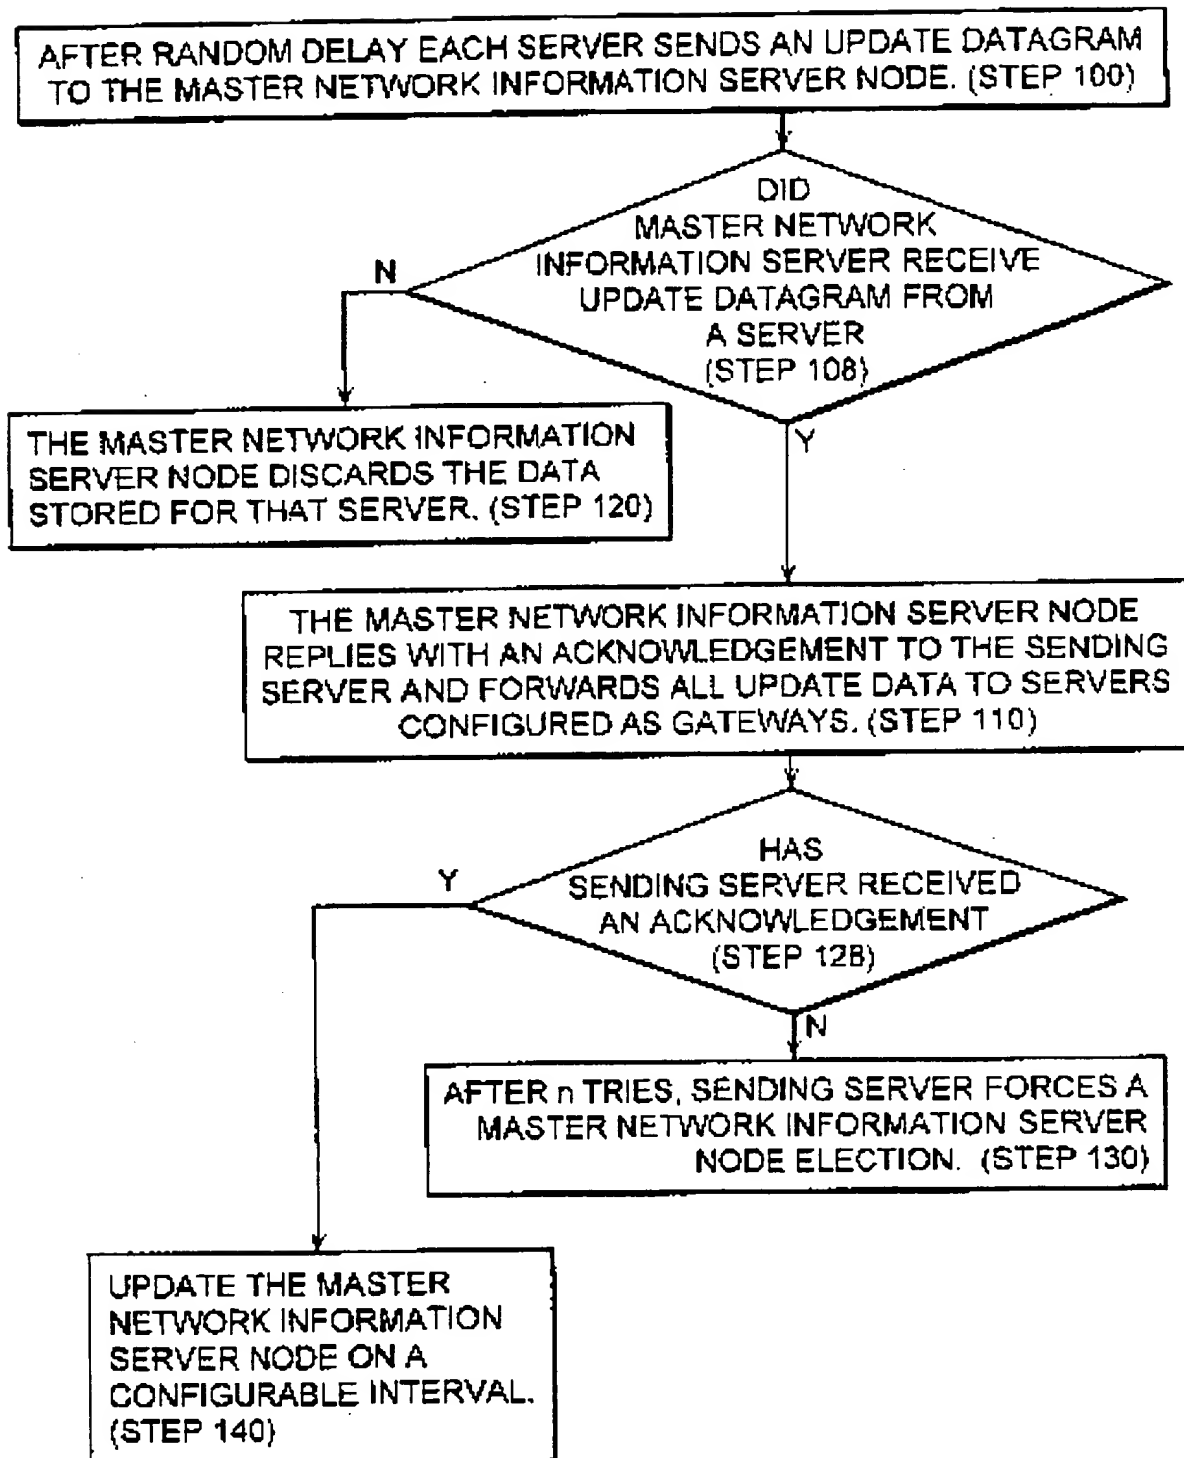 AFTER RANDOM DELAY EACH SERVER SENDS AN UPDATE DATAGRAM
TO THE MASTER NETWORK INFORMATION SERVER NODE. (STEP 100)
DID
MASTER NETWORK
INFORMATION SERVER RECEIVE
UPDATE DATAGRAM FROM
A SERVER
(STEP 108)
N
Y
THE MASTER NETWORK INFORMATION
SERVER NODE DISCARDS THE DATA
STORED FOR THAT SERVER. (STEP 120)
THE MASTER NETWORK INFORMATION SERVER NODE
REPLIES WITH AN ACKNOWLEDGEMENT TO THE SENDING
SERVER AND FORWARDS ALL UPDATE DATA TO SERVERS
CONFIGURED AS GATEWAYS. (STEP 110)
HAS
SENDING SERVER RECEIVED
AN ACKNOWLEDGEMENT
(STEP 128)
Y
N
AFTER n TRIES, SENDING SERVER FORCES A
MASTER NETWORK INFORMATION SERVER
NODE ELECTION. (STEP 130)
UPDATE THE MASTER
NETWORK INFORMATION
SERVER NODE ON A
CONFIGURABLE INTERVAL.
(STEP 140)